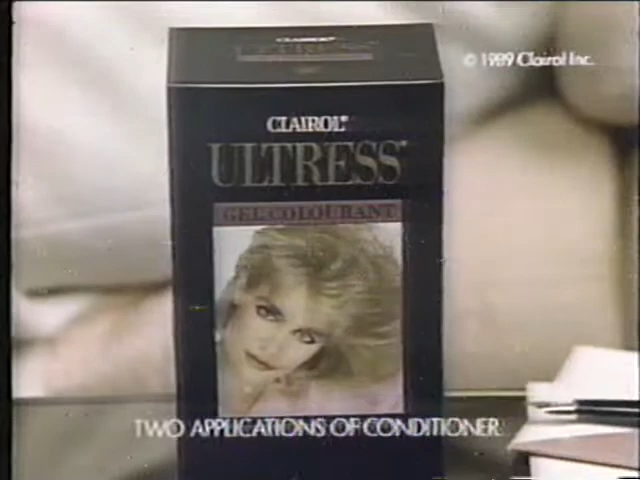 © 1989 Clairol Inc.
CLAIROL®
ULTRESS®
GEL COLOURANT
TWO APPLICATIONS OF CONDITIONER